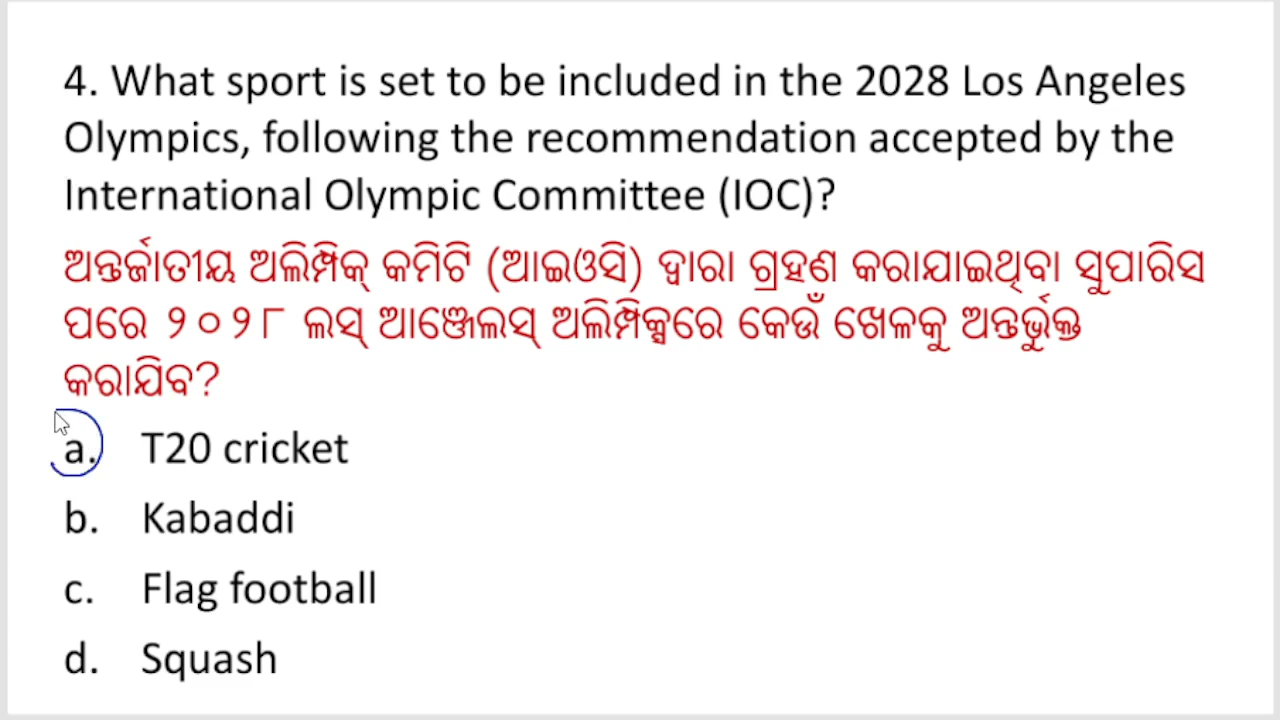 4. What sport is set to be included in the 2028 Los Angeles
Olympics, following the recommendation accepted by the
International Olympic Committee (IOC)?
ଅନ୍ତର୍ଜାତୀୟ ଅଲିମ୍ପିକ୍ କମିଟି (ଆଇଓସି) ଦ୍ୱାରା ଗ୍ରହଣ କରାଯାଇଥିବା ସୁପାରିସ
ପରେ ୨୦୨୮ ଲସ୍ ଆଞ୍ଜେଲସ୍ ଅଲିମ୍ପିକ୍ସରେ କେଉଁ ଖେଳକୁ ଅନ୍ତର୍ଭୁକ୍ତ
କରାଯିବ?
a. T20 cricket
b. Kabaddi
c. Flag football
d. Squash